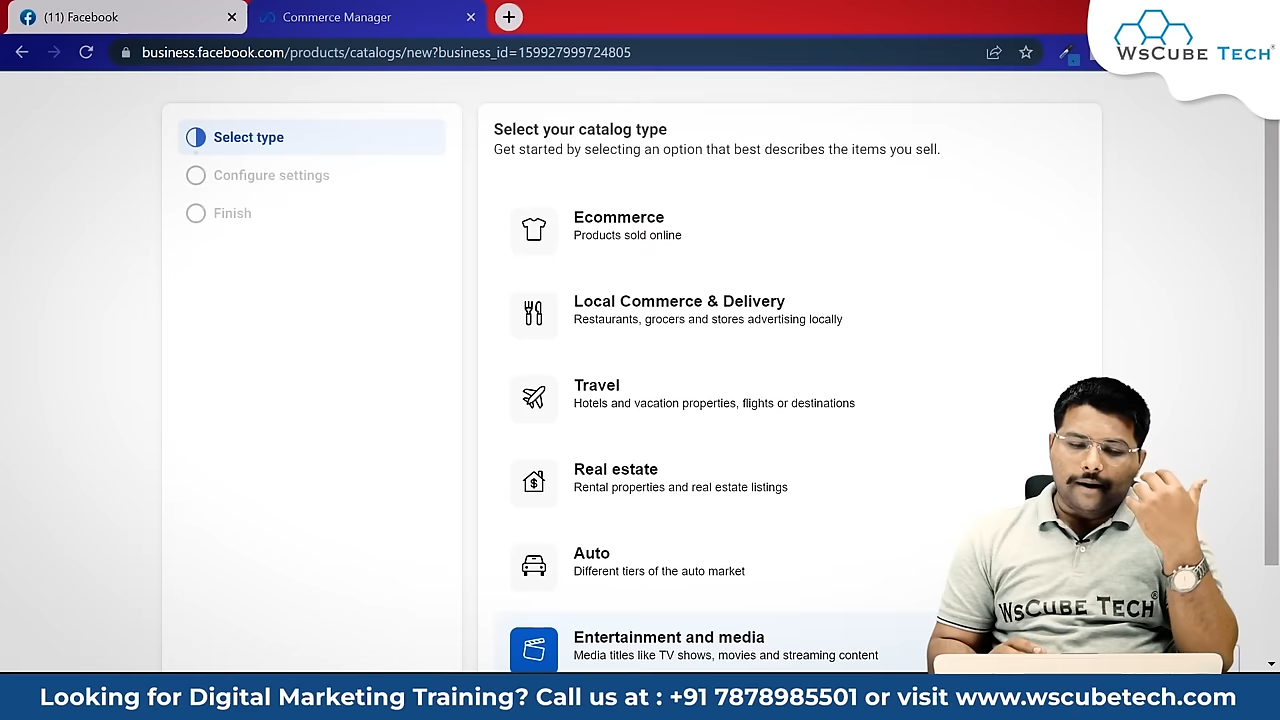 (11) Facebook
Commerce Manager
business.facebook.com/products/catalogs/new?business_id=159927999724805
WsCube Tech®
Select type
Configure settings
Finish
Select your catalog type
Get started by selecting an option that best describes the items you sell.
Ecommerce
Products sold online
Local Commerce & Delivery
Restaurants, grocers and stores advertising locally
Travel
Hotels and vacation properties, flights or destinations
Real estate
Rental properties and real estate listings
Auto
Different tiers of the auto market
Entertainment and media
Media titles like TV shows, movies and streaming content
WsCube Tech®
Looking for Digital Marketing Training? Call us at : +91 7878985501 or visit www.wscubetech.com